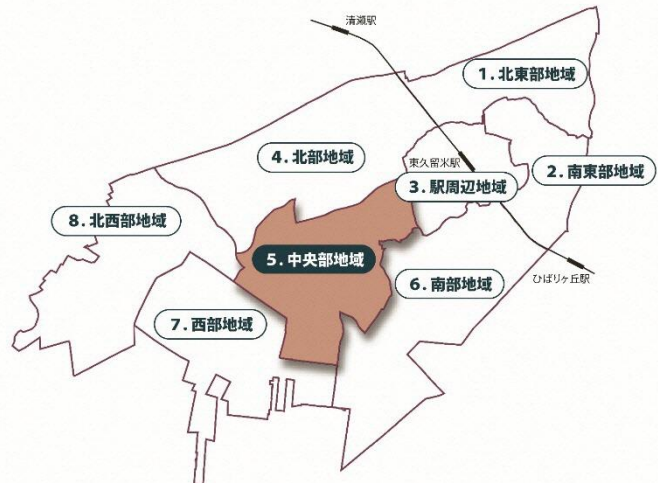 清瀬駅
1.北東部地域
東久留米駅
4.北部地域
2.南東部地域
3.駅周辺地域
8.北西部地域
5.中央部地域
6.南部地域
ひばりヶ丘駅
7.西部地域